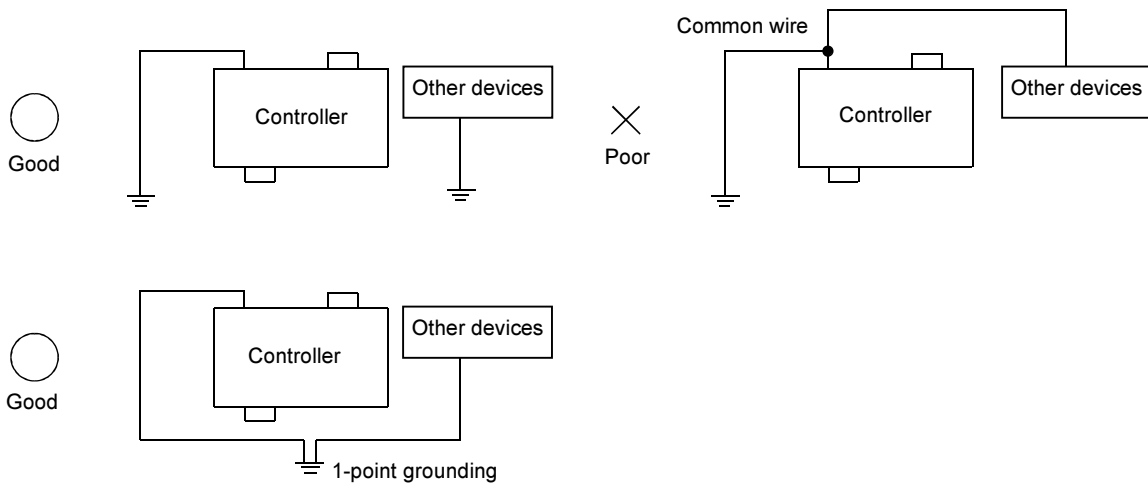 Common wire
Other devices
Controller
Good
Other devices
Controller
Poor
Other devices
Controller
Good
1-point grounding